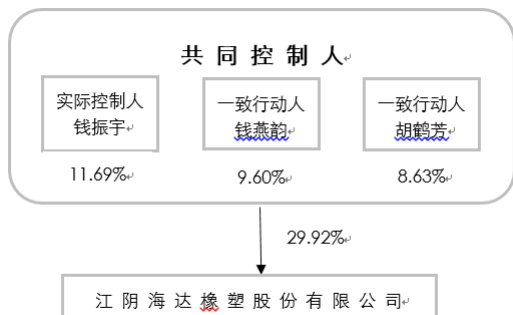 共 同 控 制 人
实际控制人
钱振宇
一致行动人
钱燕韵
一致行动人
胡鹤芳
11.69%
9.60%
8.63%
29.92%
江 阴 海 达 橡 塑 股 份 有 限 公 司